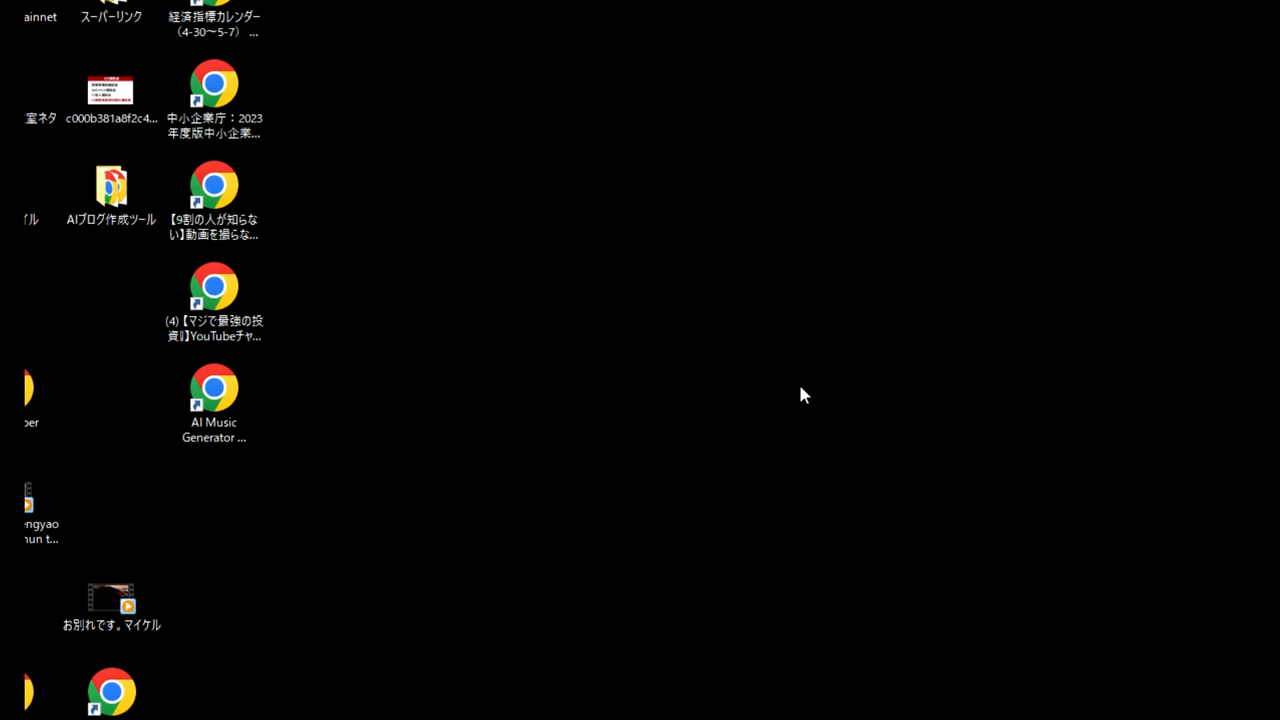 ainnet
スーパーリンク
経済指標カレンダー
（4-30～5-7） ...
室ネタ
c000b381a8f2c4...
中小企業庁：2023
年度版中小企業...
イル
AIブログ作成ツール
【9割の人が知らな
い】動画を撮らな...
(4)【マジで最強の投
資!】YouTubeチャ...
ber
AI Music
Generator ...
engyao
hun t...
お別れです。マイケル